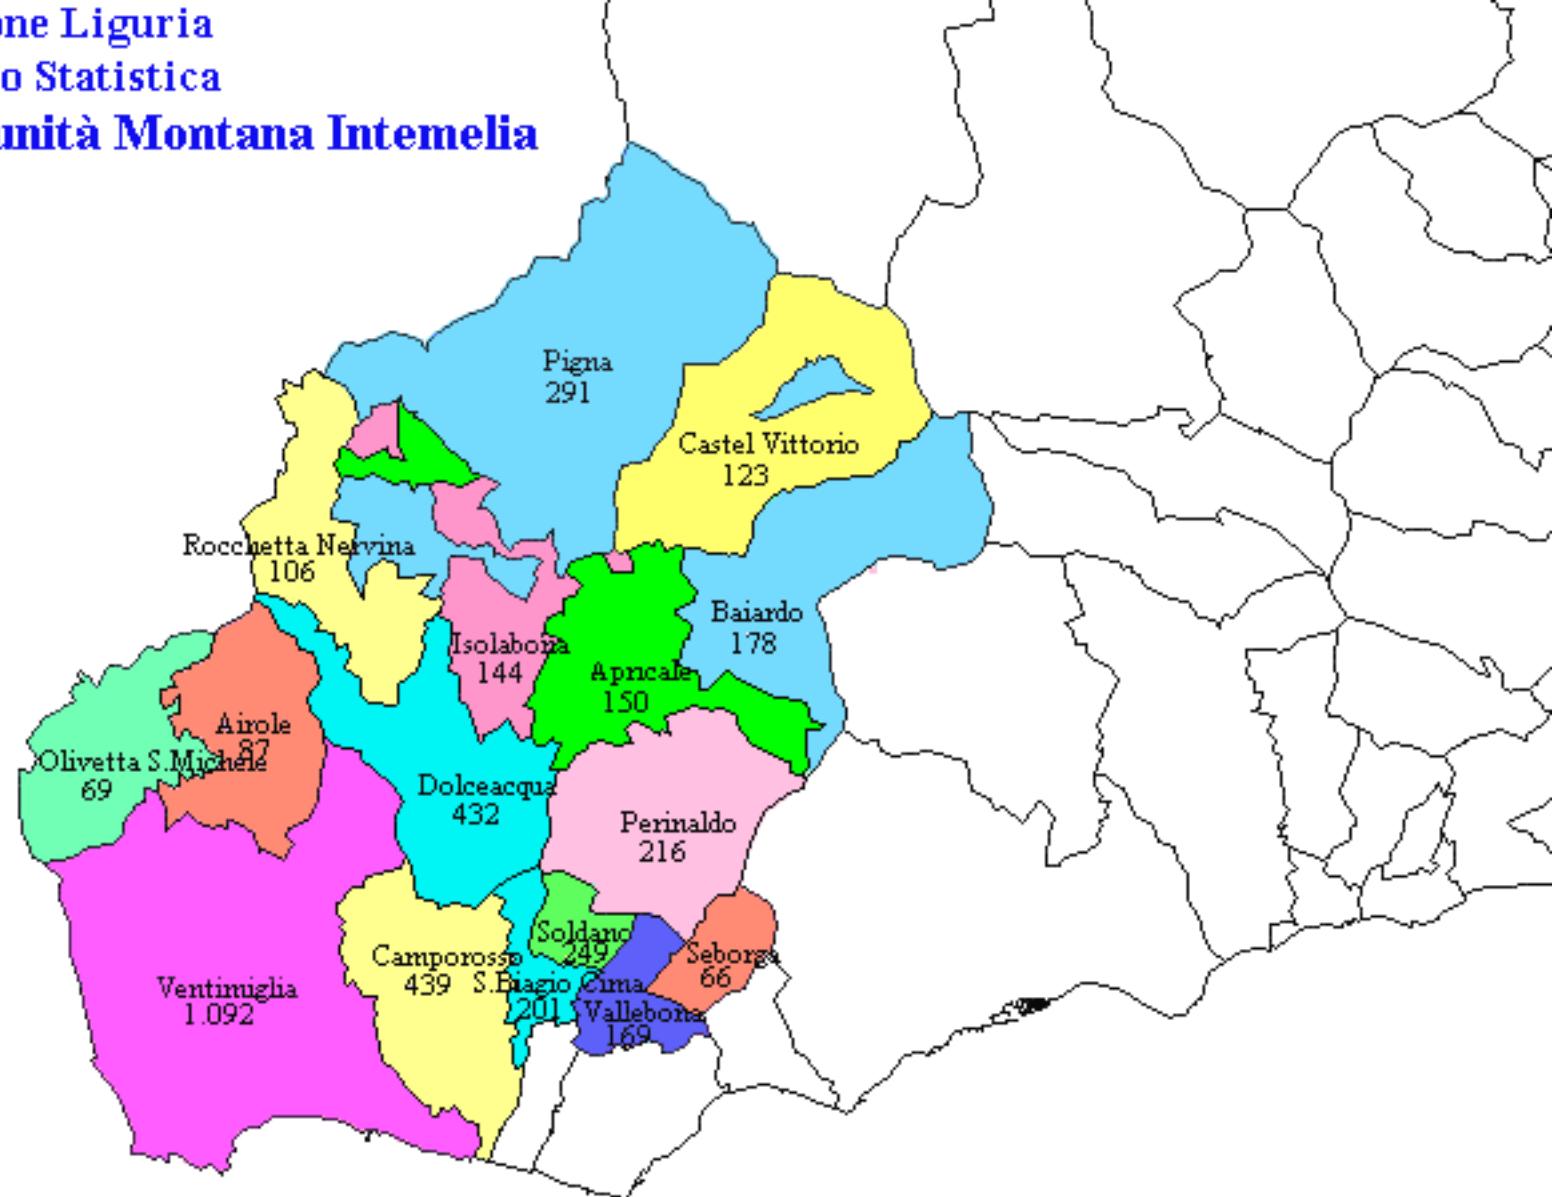 one Liguria
o Statistica
unità Montana Intemelia
Pigna
291
Castel Vittorio
123
Rocchetta Nervina
106
Baiardo
178
Isolabona
144
Apricale
150
Airole
87
Olivetta S.Michele
69
Dolceacqua
432
Perinaldo
216
Soldano
249
Seborga
66
Camporosso
439
S.Biagio Cima
201
Ventimiglia
1.092
Vallebona
169